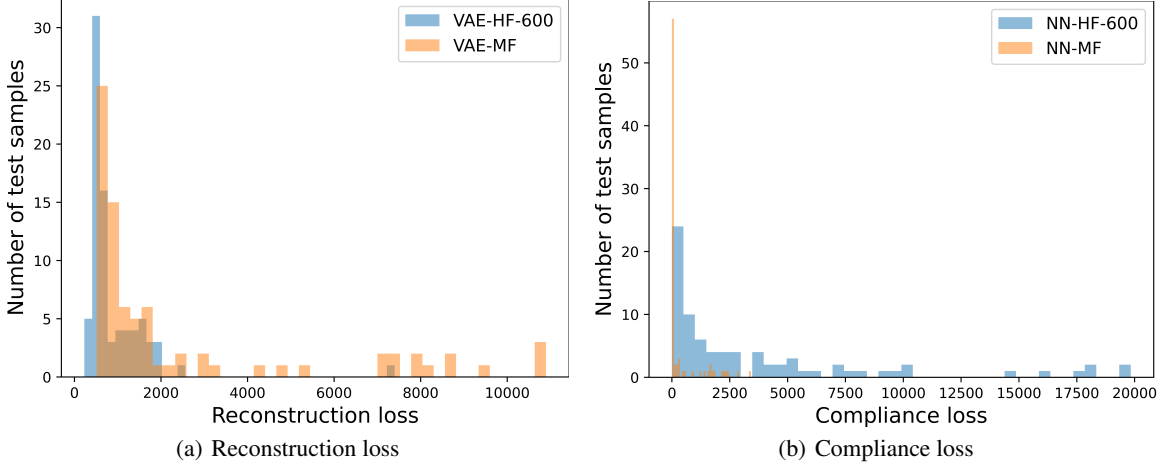 VAE-HF-600
VAE-MF
30
25
20
15
10
5
0
Number of test samples
0 2000 4000 6000 8000 10000
Reconstruction loss
(a) Reconstruction loss
NN-HF-600
NN-MF
50
40
30
20
10
0
Number of test samples
0 2500 5000 7500 10000 12500 15000 17500 20000
Compliance loss
(b) Compliance loss